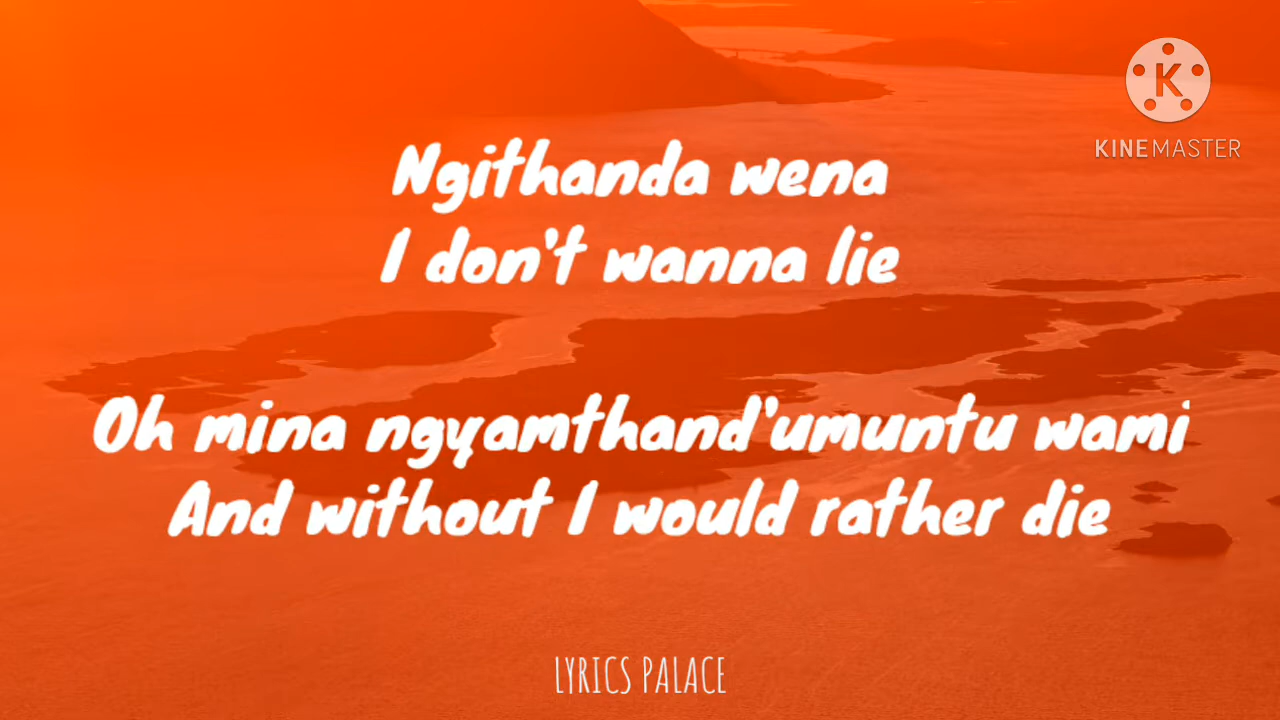 K
KINEMASTER
Ngithanda wena
I don't wanna lie
Oh mina ngyamthand'umuntu wami
And without I would rather die
LYRICS PALACE